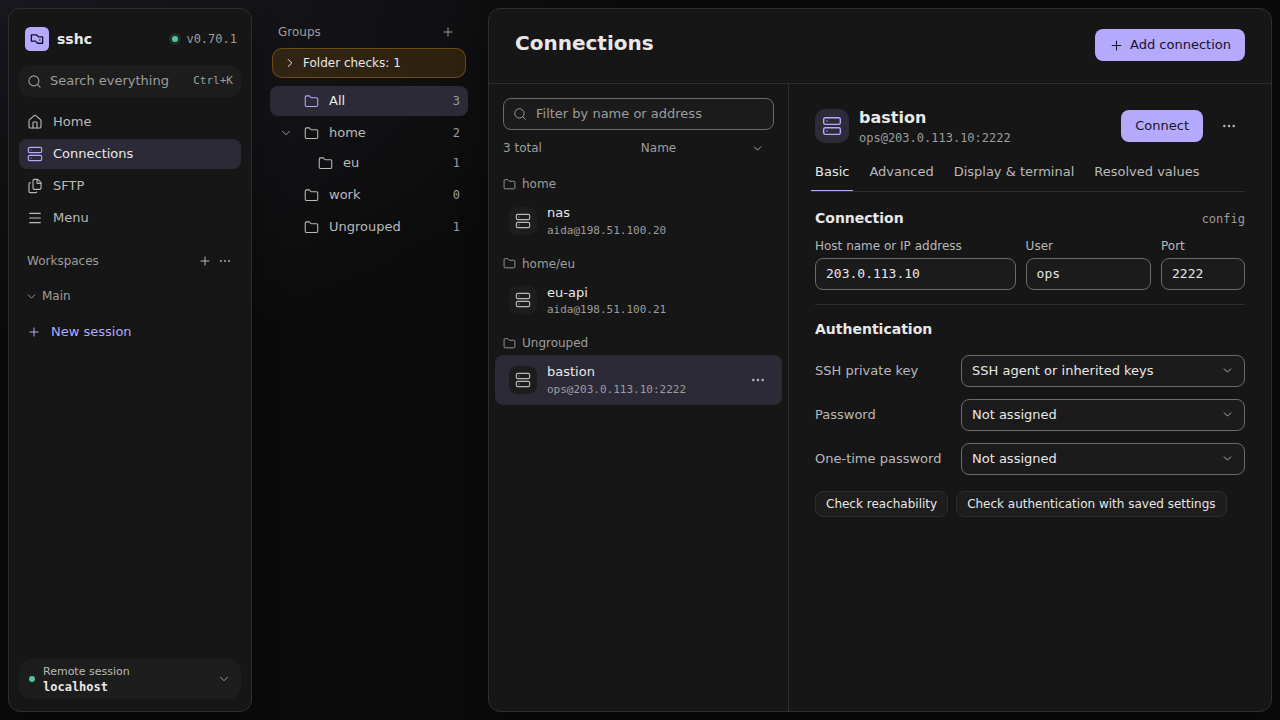 sshc
v0.70.1
Search everything
Ctrl+K
Home
Connections
SFTP
Menu
Workspaces
Main
New session
Remote session
localhost
Groups
Folder checks: 1
All 3
home 2
eu 1
work 0
Ungrouped 1
Connections
Add connection
Filter by name or address
3 total
Name
home
nas
aida@198.51.100.20
home/eu
eu-api
aida@198.51.100.21
Ungrouped
bastion
ops@203.0.113.10:2222
bastion
ops@203.0.113.10:2222
Connect
Basic Advanced Display & terminal Resolved values
Connection
config
Host name or IP address User Port
203.0.113.10 ops 2222
Authentication
SSH private key SSH agent or inherited keys
Password Not assigned
One-time password Not assigned
Check reachability Check authentication with saved settings